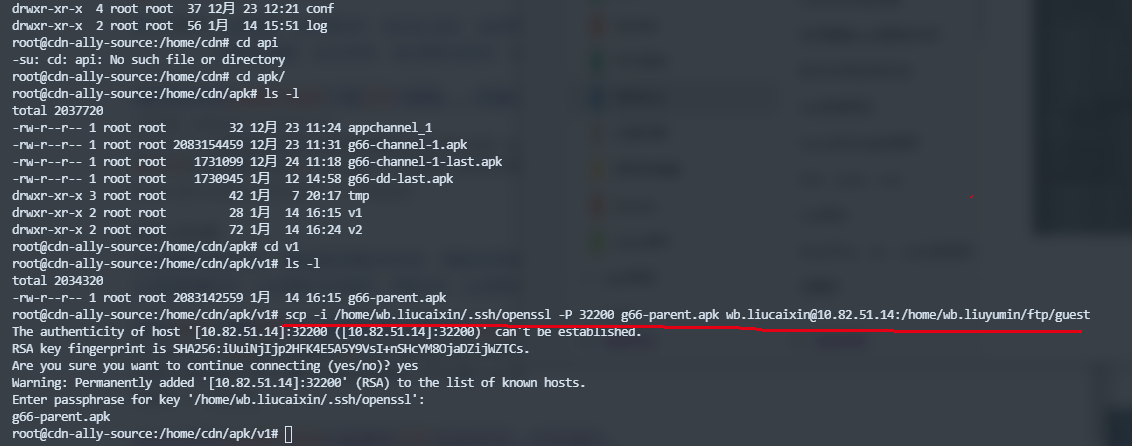 drwxr-xr-x  4 root root  37 12月 23 12:21 conf
drwxr-xr-x  2 root root  56 1月  14 15:51 log
root@cdn-ally-source:/home/cdn# cd api
-su: cd: api: No such file or directory
root@cdn-ally-source:/home/cdn# cd apk/
root@cdn-ally-source:/home/cdn/apk# ls -l
total 2037720
-rw-r--r-- 1 root root         32 12月 23 11:24 appchannel_1
-rw-r--r-- 1 root root 2083154459 12月 23 11:31 g66-channel-1.apk
-rw-r--r-- 1 root root    1731099 12月 24 11:18 g66-channel-1-last.apk
-rw-r--r-- 1 root root    1730945 1月  12 14:58 g66-dd-last.apk
drwxr-xr-x 3 root root         42 1月   7 20:17 tmp
drwxr-xr-x 2 root root         28 1月  14 16:15 v1
drwxr-xr-x 2 root root         72 1月  14 16:24 v2
root@cdn-ally-source:/home/cdn/apk# cd v1
root@cdn-ally-source:/home/cdn/apk/v1# ls -l
total 2034320
-rw-r--r-- 1 root root 2083142559 1月  14 16:15 g66-parent.apk
root@cdn-ally-source:/home/cdn/apk/v1# scp -i /home/wb.liucaixin/.ssh/openssl -P 32200 g66-parent.apk wb.liucaixin@10.82.51.14:/home/wb.liuyumin/ftp/guest
The authenticity of host '[10.82.51.14]:32200 ([10.82.51.14]:32200)' can't be established.
RSA key fingerprint is SHA256:iUuiNjIjp2HFK4E5A5Y9VsI+nSHcYM8OjaDZijWZTCs.
Are you sure you want to continue connecting (yes/no)? yes
Warning: Permanently added '[10.82.51.14]:32200' (RSA) to the list of known hosts.
Enter passphrase for key '/home/wb.liucaixin/.ssh/openssl':
g66-parent.apk
root@cdn-ally-source:/home/cdn/apk/v1#